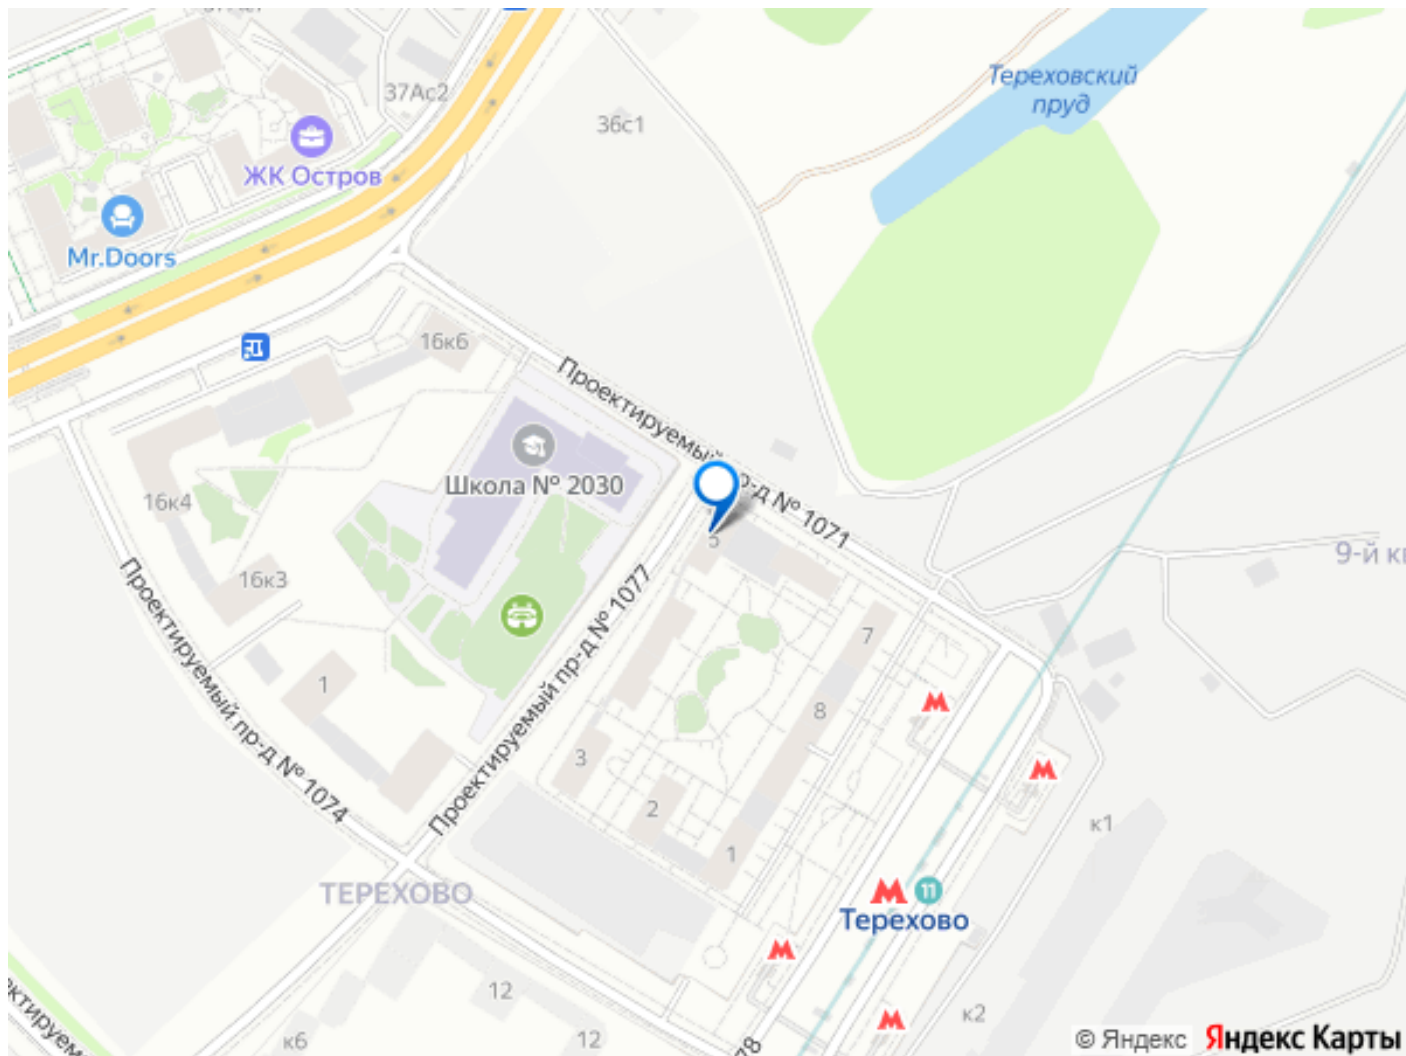 37Ас2
36с1
Тереховский
пруд
ЖК Остров
Mr.Doors
16к6
Проектируемый пр-д № 1071
Школа № 2030
16к4
5
9-й кв
16к3
Проектируемый пр-д № 1077
Проектируемый пр-д № 1074
7
1
8
3
2
1
к1
ТЕРЕХОВО
11
Терехово
12
к6
12
к2
78
© Яндекс Яндекс Карты